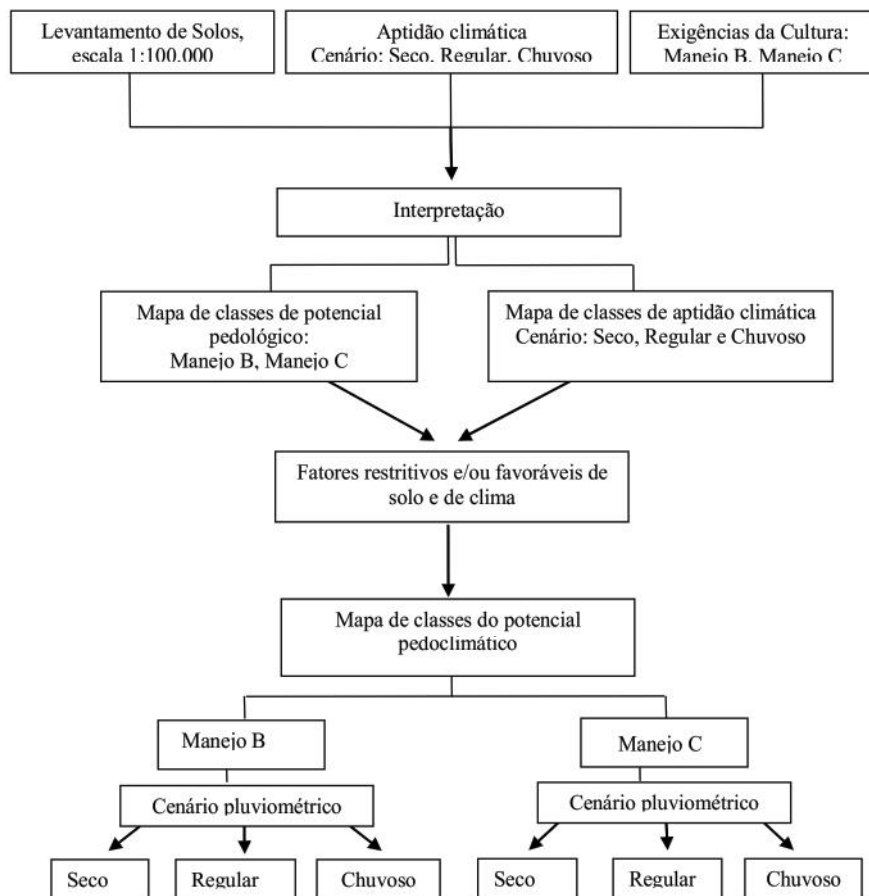 Levantamento de Solos,
escala 1:100.000
Aptidão climática
Cenário: Seco, Regular, Chuvoso
Exigências da Cultura:
Manejo B, Manejo C
Interpretação
Mapa de classes de potencial
pedológico:
Manejo B, Manejo C
Mapa de classes de aptidão climática
Cenário: Seco, Regular e Chuvoso
Fatores restritivos e/ou favoráveis de
solo e de clima
Mapa de classes do potencial
pedoclimático
Manejo B
Manejo C
Cenário pluviométrico
Cenário pluviométrico
Seco
Regular
Chuvoso
Seco
Regular
Chuvoso